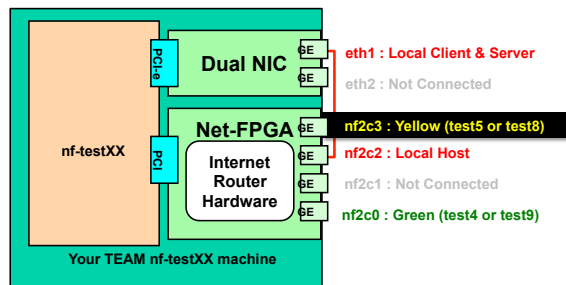 PCI-e
Dual NIC
GE
eth1 : Local Client & Server
GE
eth2 : Not Connected
nf-testXX
PCI
Net-FPGA
GE
nf2c3 : Yellow (test5 or test8)
Internet
Router
Hardware
GE
nf2c2 : Local Host
GE
nf2c1 : Not Connected
GE
nf2c0 : Green (test4 or test9)
Your TEAM nf-testXX machine